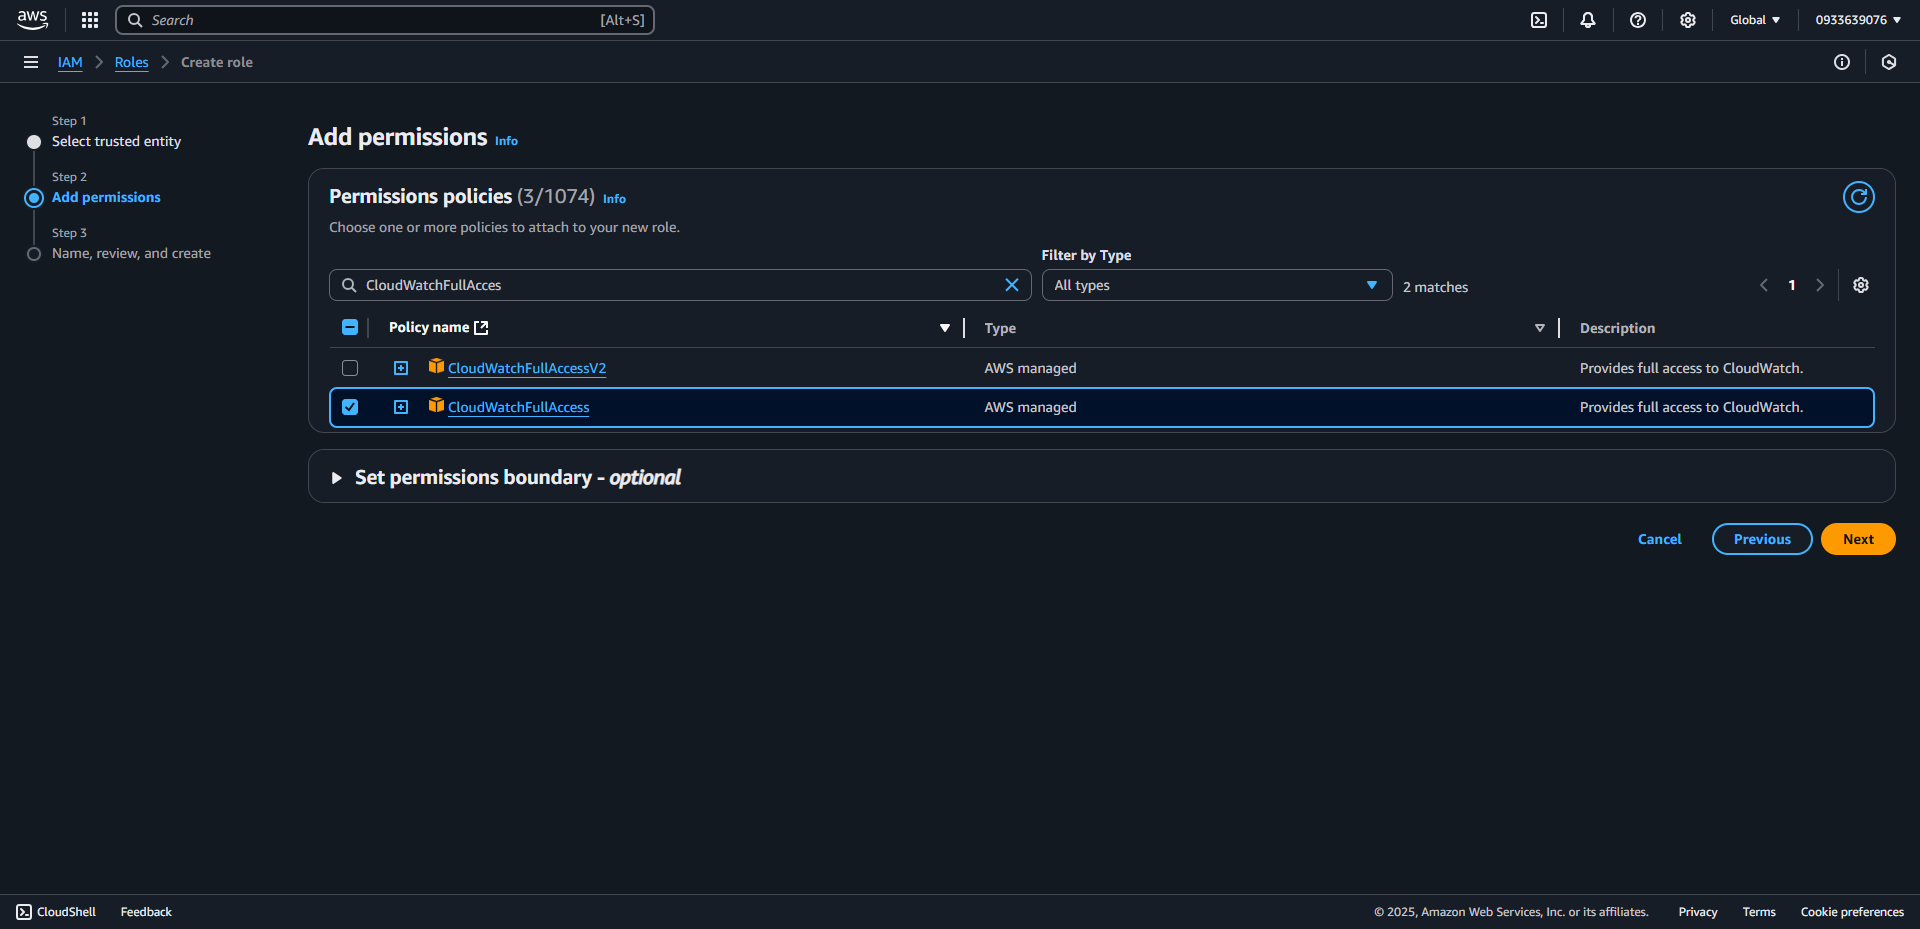 aws
Search [Alt+S]
Global
0933639076
IAM
Roles
Create role
Step 1
Select trusted entity
Step 2
Add permissions
Step 3
Name, review, and create
Add permissions Info
Permissions policies (3/1074) Info
Choose one or more policies to attach to your new role.
Filter by Type
CloudWatchFullAcces
All types
2 matches
1
Policy name
Type
Description
CloudWatchFullAccessV2
AWS managed
Provides full access to CloudWatch.
CloudWatchFullAccess
AWS managed
Provides full access to CloudWatch.
Set permissions boundary - optional
Cancel
Previous
Next
CloudShell
Feedback
© 2025, Amazon Web Services, Inc. or its affiliates.
Privacy
Terms
Cookie preferences